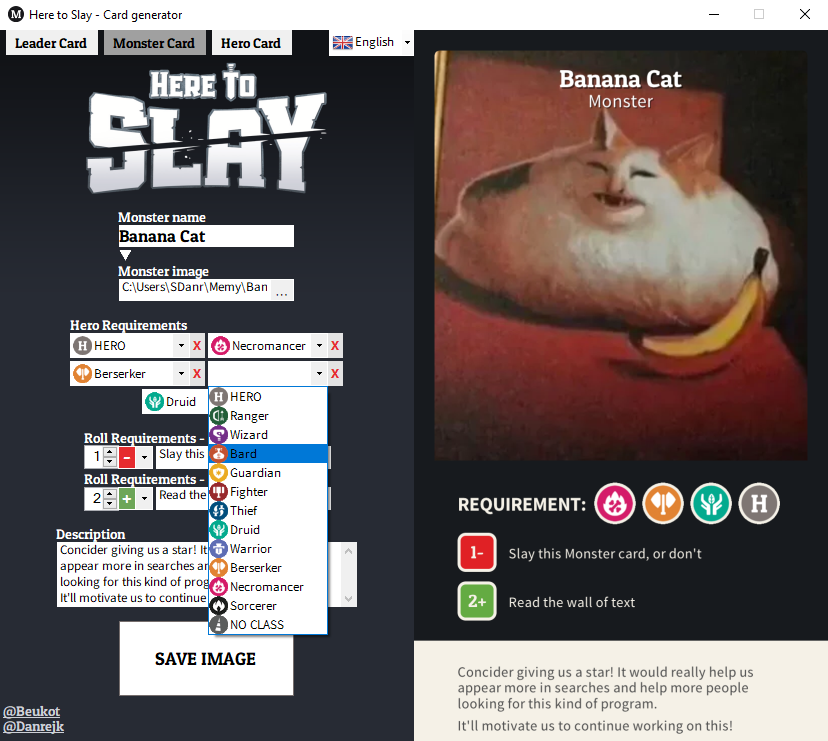 M Here to Slay - Card generator
Leader Card Monster Card Hero Card English
HERE TO
SLAY
Monster name
Banana Cat
Monster image
C:\Users\SDanr\Memy\Ban ...
Hero Requirements
H HERO X Necromancer X
Berserker X X
Druid
HERO
Ranger
Wizard
Bard
Guardian
Fighter
Thief
Druid
Warrior
Berserker
Necromancer
Sorcerer
NO CLASS
Roll Requirements -
1 - Slay this
Roll Requirements -
2 + Read the
Description
Concider giving us a star! It
appear more in searches
looking for this kind of
It'll motivate us to continue
SAVE IMAGE
@Beukot
@Danrejk
Banana Cat
Monster
REQUIREMENT: H
1- Slay this Monster card, or don't
2+ Read the wall of text
Concider giving us a star! It would really help us
appear more in searches and help more people
looking for this kind of program.
It'll motivate us to continue working on this!